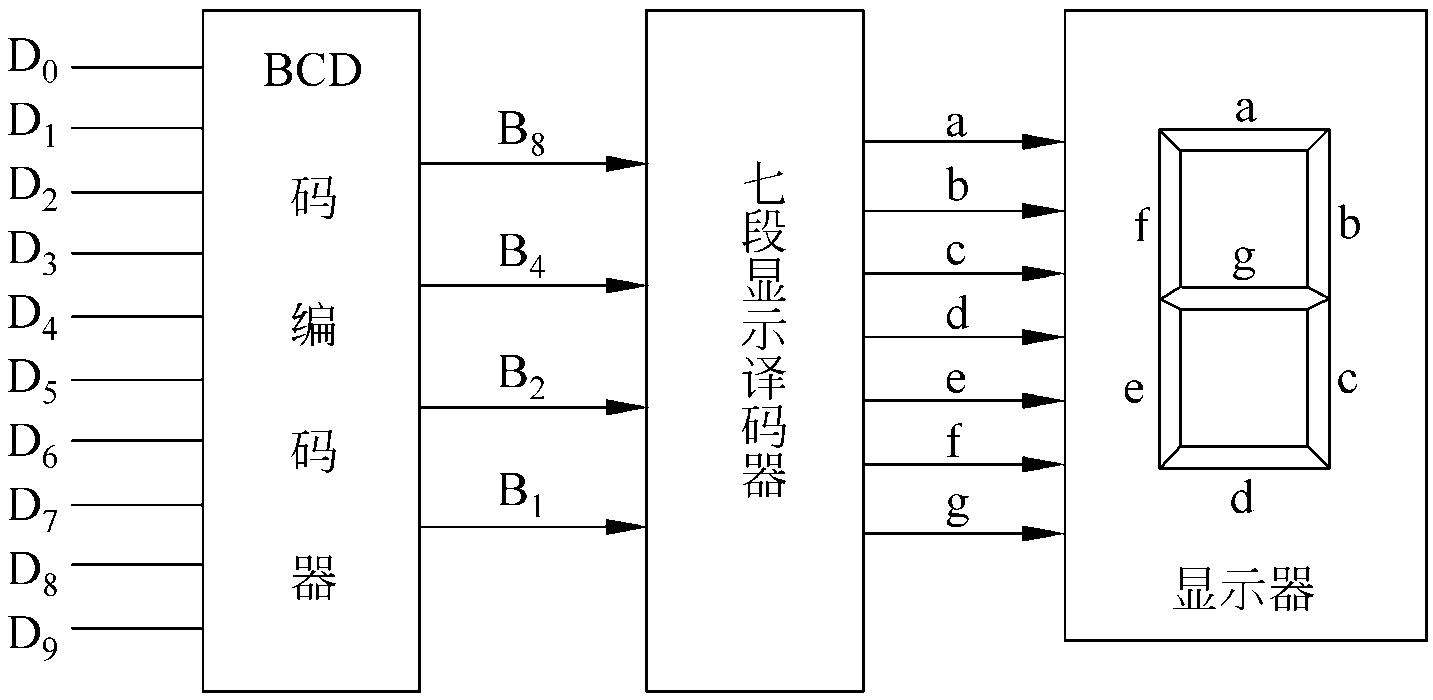 D₀
D₁
D₂
D₃
D₄
D₅
D₆
D₇
D₈
D₉
BCD
码
编
码
器
B₈
B₄
B₂
B₁
七段显示译码器
a
b
c
d
e
f
g
a
f
b
g
e
c
d
显示器